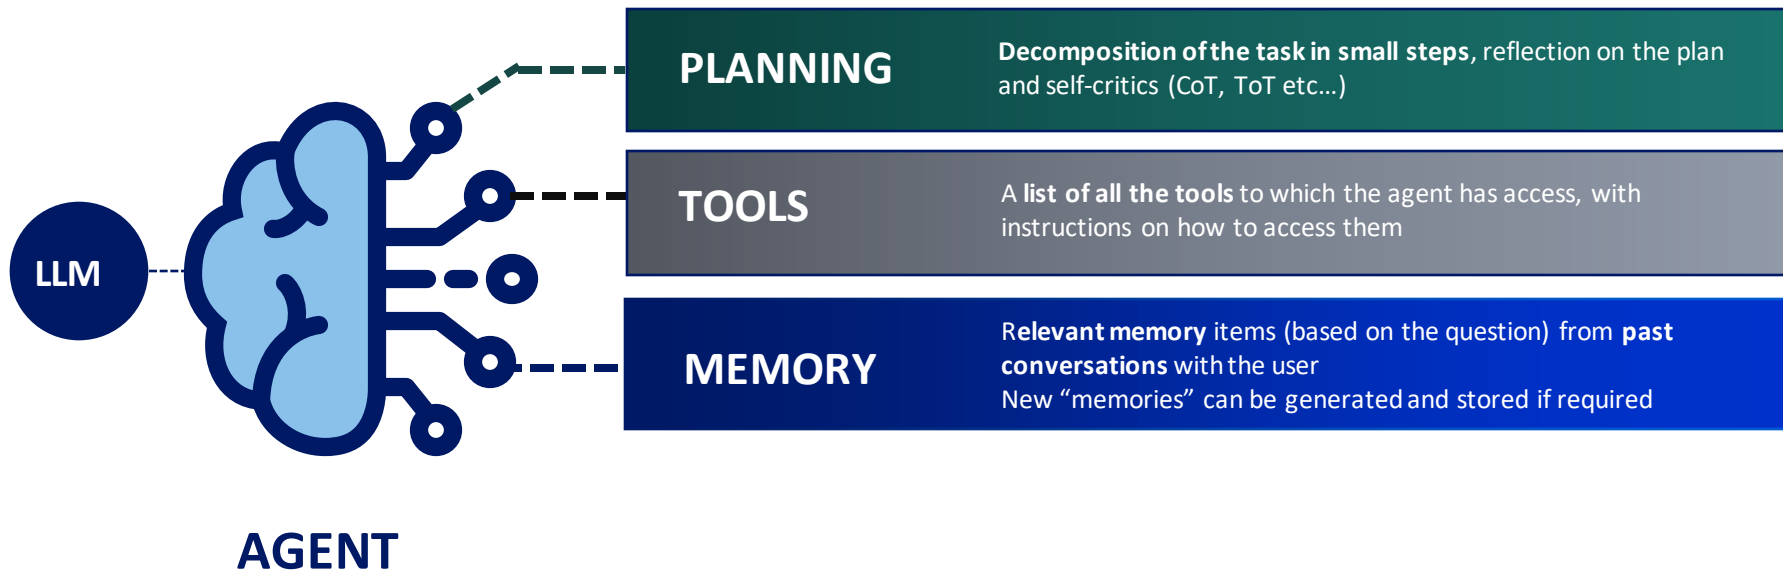 LLM
AGENT
PLANNING
Decomposition of the task in small steps, reflection on the plan
and self-critics (CoT, ToT etc...)
TOOLS
A list of all the tools to which the agent has access, with
instructions on how to access them
MEMORY
Relevant memory items (based on the question) from past
conversations with the user
New “memories” can be generated and stored if required